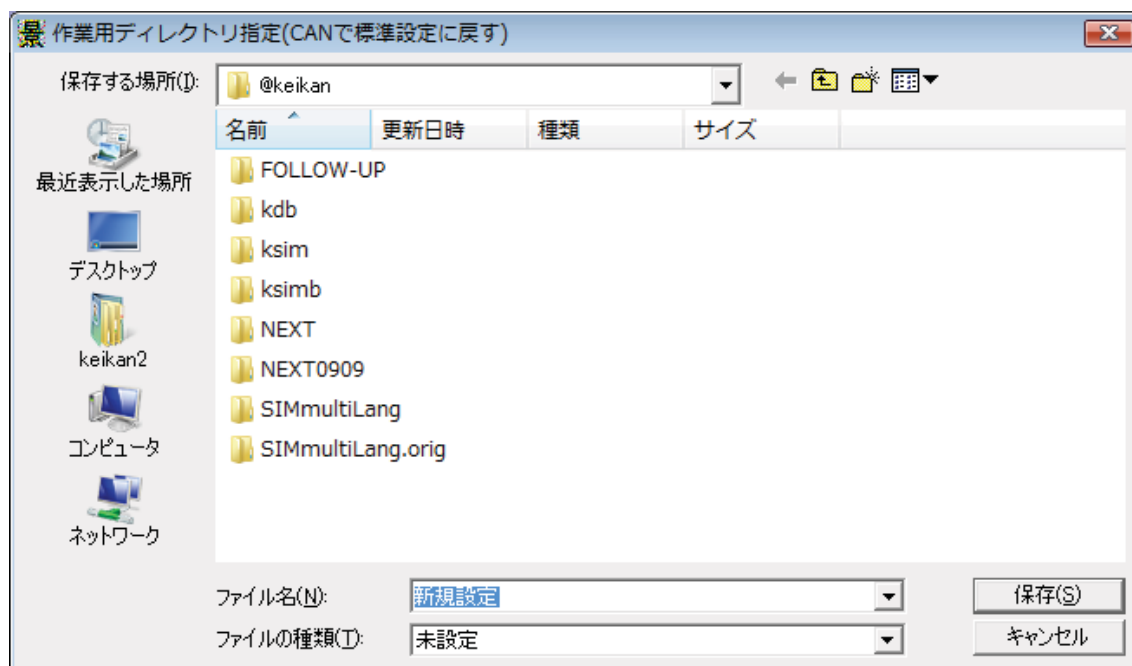 景 作業用ディレクトリ指定(CANで標準設定に戻す)
保存する場所(I): @keikan
名前 更新日時 種類 サイズ
最近表示した場所
デスクトップ
keikan2
コンピュータ
ネットワーク
FOLLOW-UP
kdb
ksim
ksimb
NEXT
NEXT0909
SIMmultiLang
SIMmultiLang.orig
ファイル名(N): 新規設定 保存(S)
ファイルの種類(T): 未設定 キャンセル